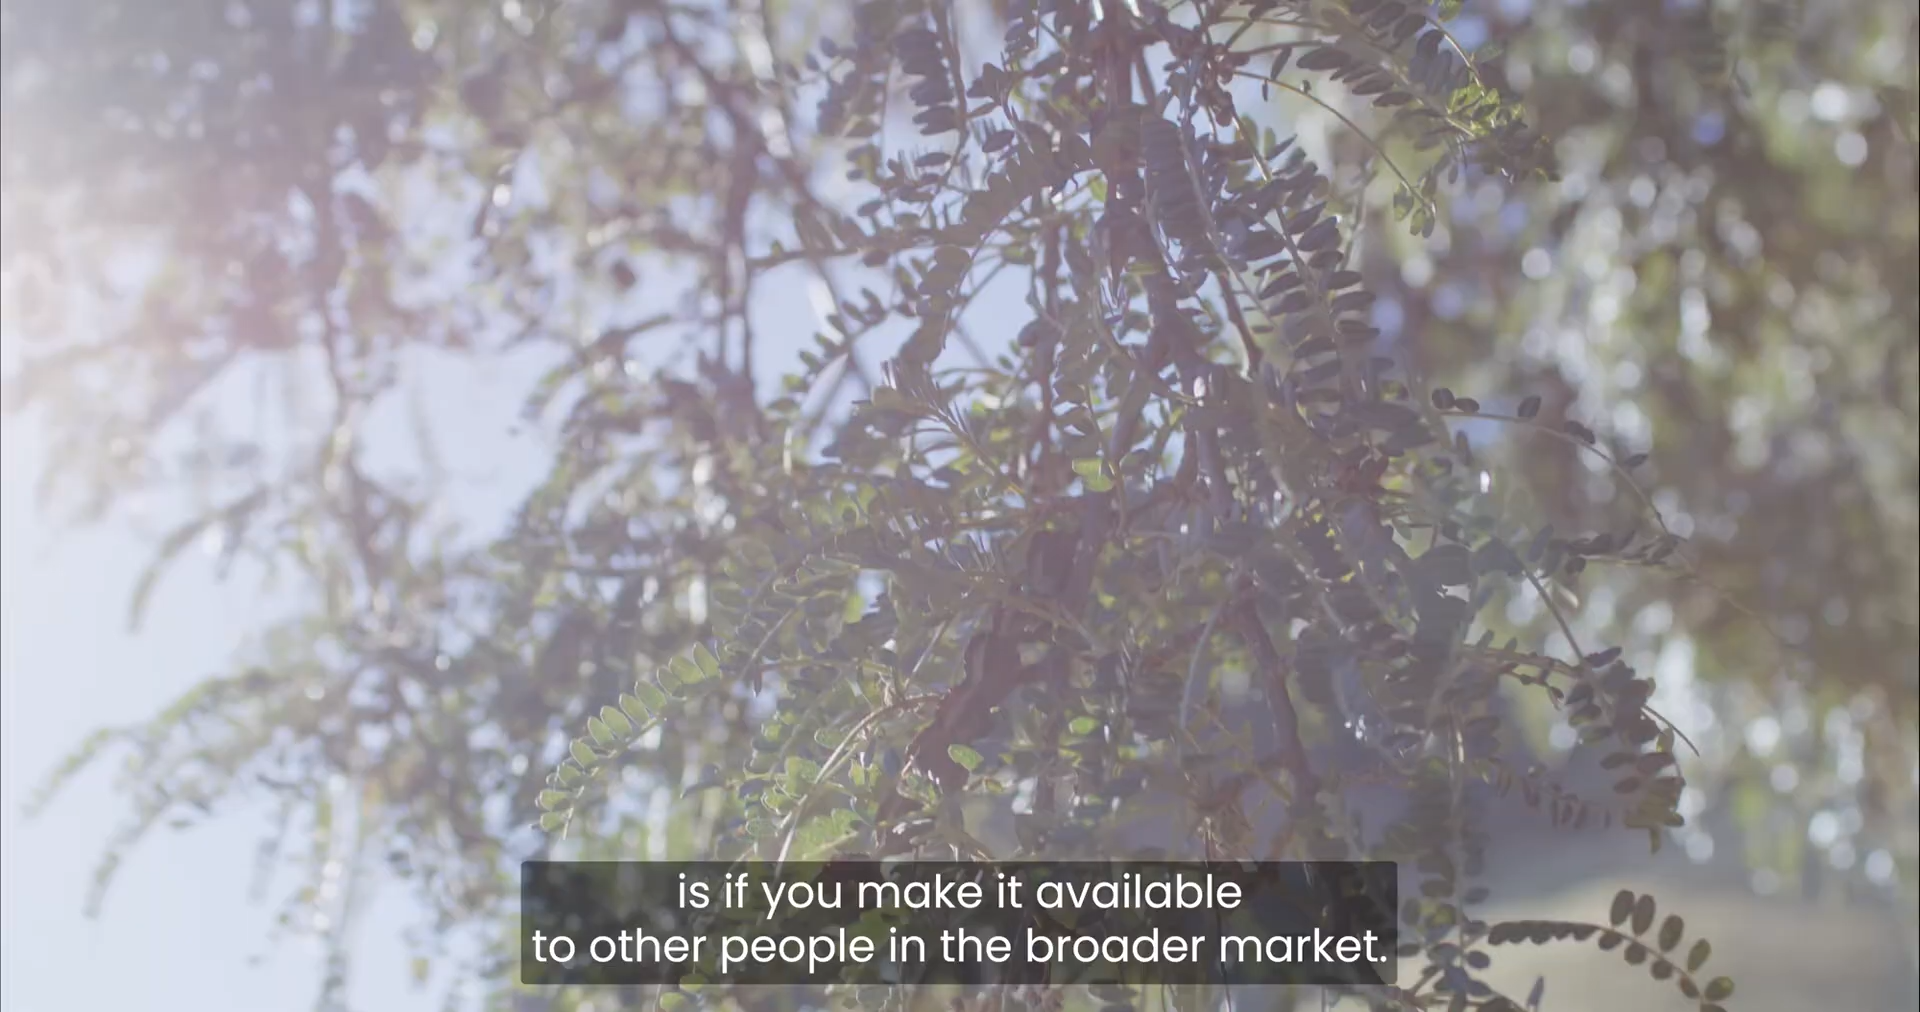 is if you make it available
to other people in the broader market.